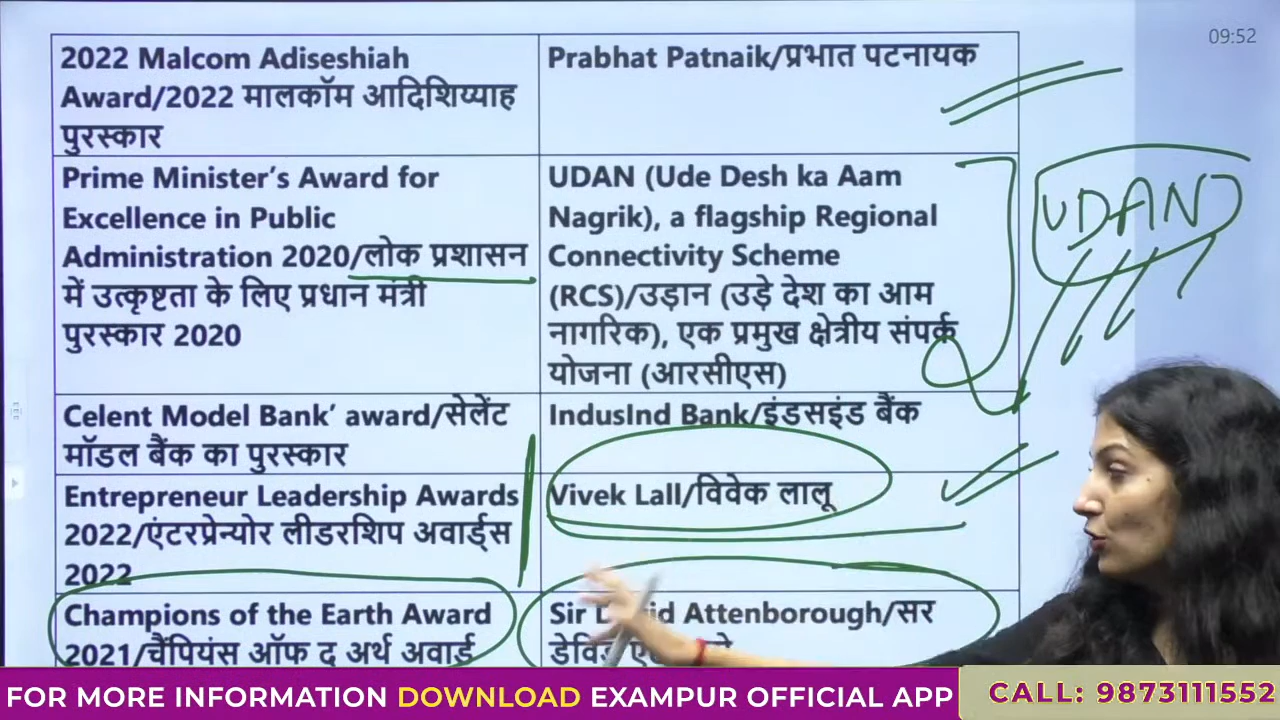 09:52
2022 Malcom Adiseshiah
Award/2022 मालकॉम आदिशिय्याह
पुरस्कार
Prabhat Patnaik/प्रभात पटनायक
Prime Minister's Award for
Excellence in Public
Administration 2020/लोक प्रशासन
में उत्कृष्टता के लिए प्रधान मंत्री
पुरस्कार 2020
UDAN (Ude Desh ka Aam
Nagrik), a flagship Regional
Connectivity Scheme
(RCS)/उड़ान (उड़े देश का आम
नागरिक), एक प्रमुख क्षेत्रीय संपर्क
योजना (आरसीएस)
UDAN
Celent Model Bank’ award/सेलेंट
मॉडल बैंक का पुरस्कार
IndusInd Bank/इंडसइंड बैंक
Entrepreneur Leadership Awards
2022/एंटरप्रेन्योर लीडरशिप अवार्ड्स
2022
Vivek Lall/विवेक लालू
Champions of the Earth Award
2021/चैंपियंस ऑफ द अर्थ अवार्ड
Sir Attenborough/सर
डेविड
FOR MORE INFORMATION DOWNLOAD EXAMPUR OFFICIAL APP
CALL: 9873111552